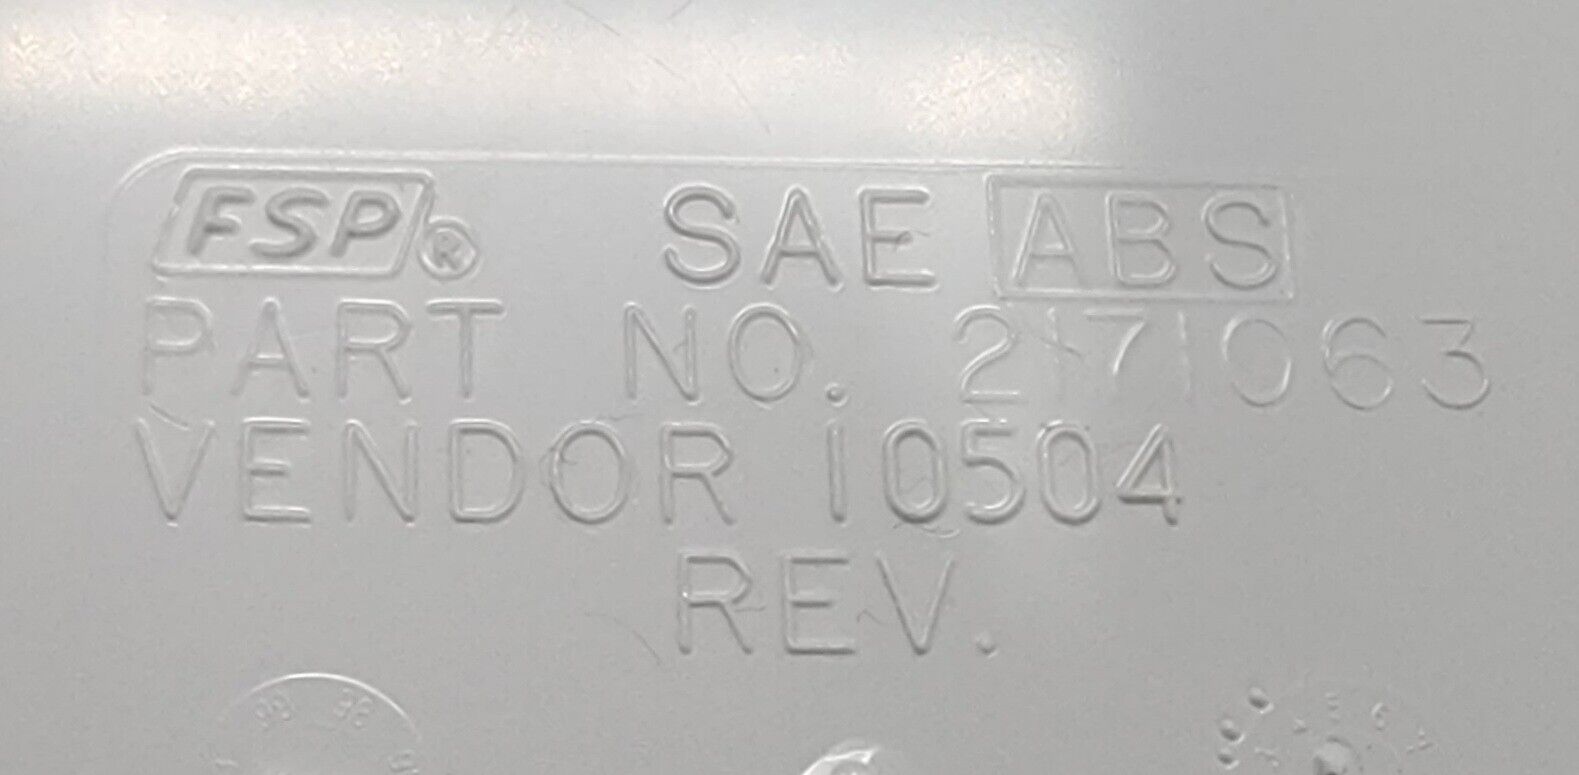 FSP® SAE ABS
PART NO. 2171063
VENDOR 10504
REV.